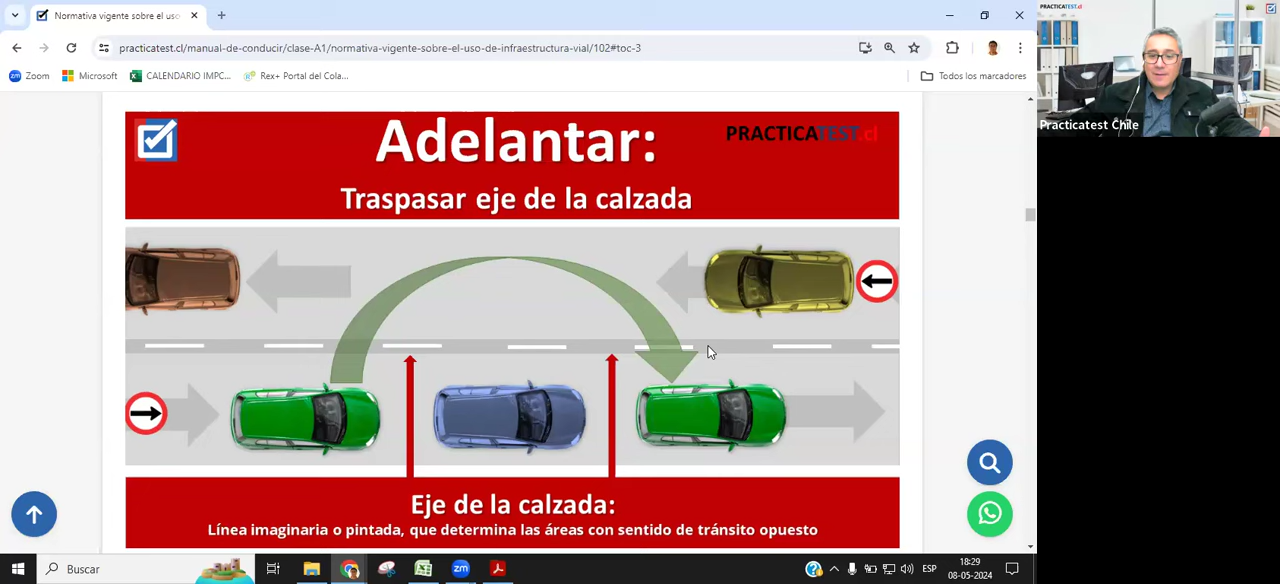 Normativa vigente sobre el uso
practicatest.cl/manual-de-conducir/clase-A1/normativa-vigente-sobre-el-uso-de-infraestructura-vial/102#toc-3
Zoom
Microsoft
CALENDARIO IMPC...
Rex+ Portal del Cola...
Todos los marcadores
PRACTICATEST.cl
Practicatest Chile
Adelantar:
PRACTICATEST.cl
Traspasar eje de la calzada
Eje de la calzada:
Línea imaginaria o pintada, que determina las áreas con sentido de tránsito opuesto
Buscar
zm
ESP
18:29
08-05-2024